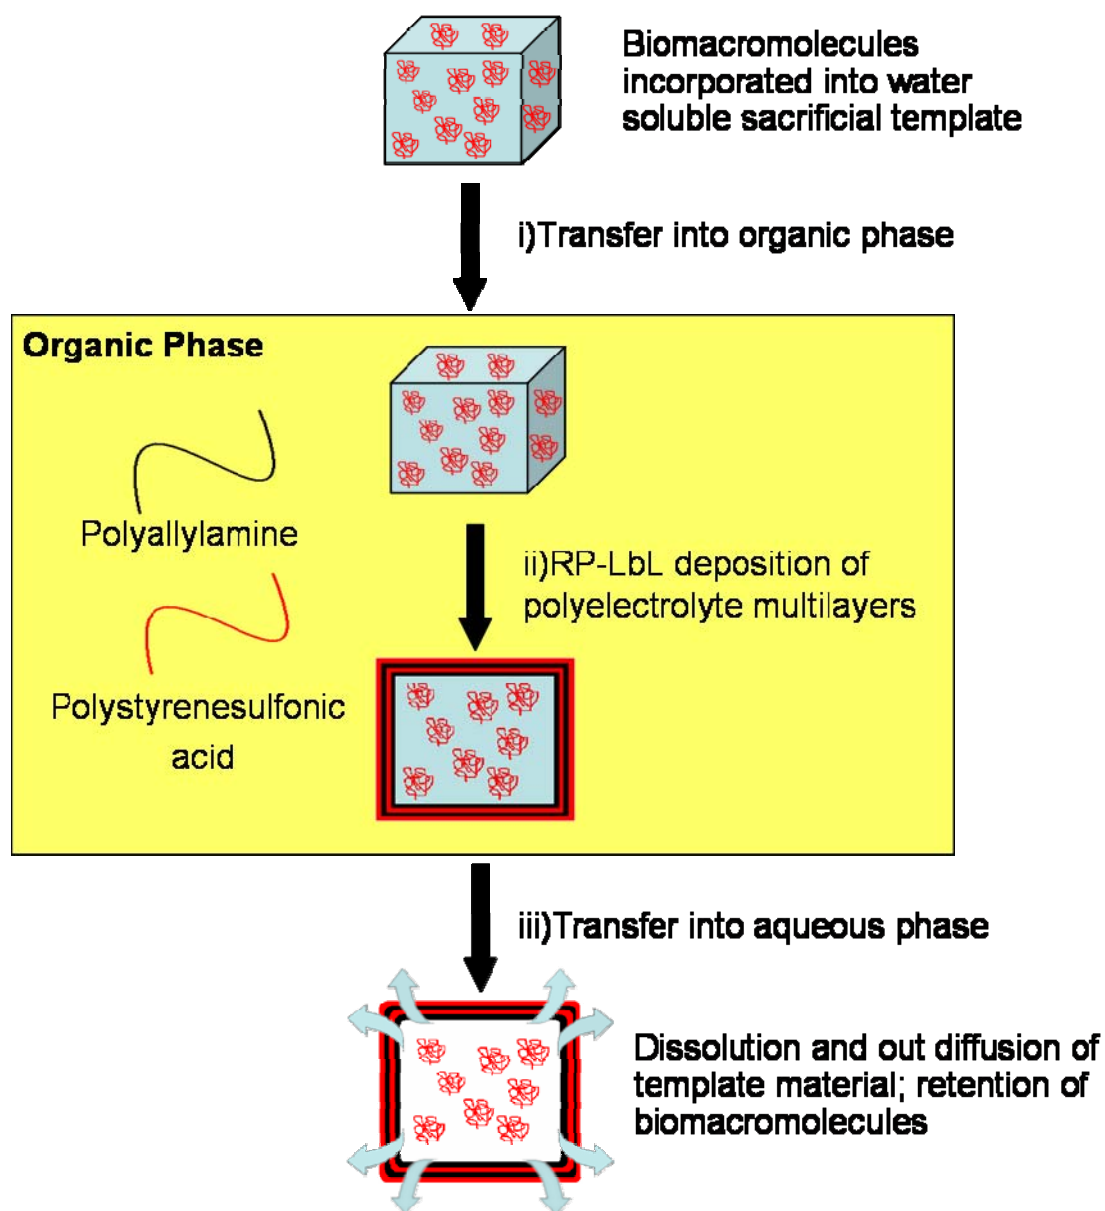 Biomacromolecules
incorporated into water
soluble sacrificial template
i)Transfer into organic phase
Organic Phase
Polyallylamine
ii)RP-LbL deposition of
polyelectrolyte multilayers
Polystyrenesulfonic
acid
iii)Transfer into aqueous phase
Dissolution and out diffusion of
template material; retention of
biomacromolecules